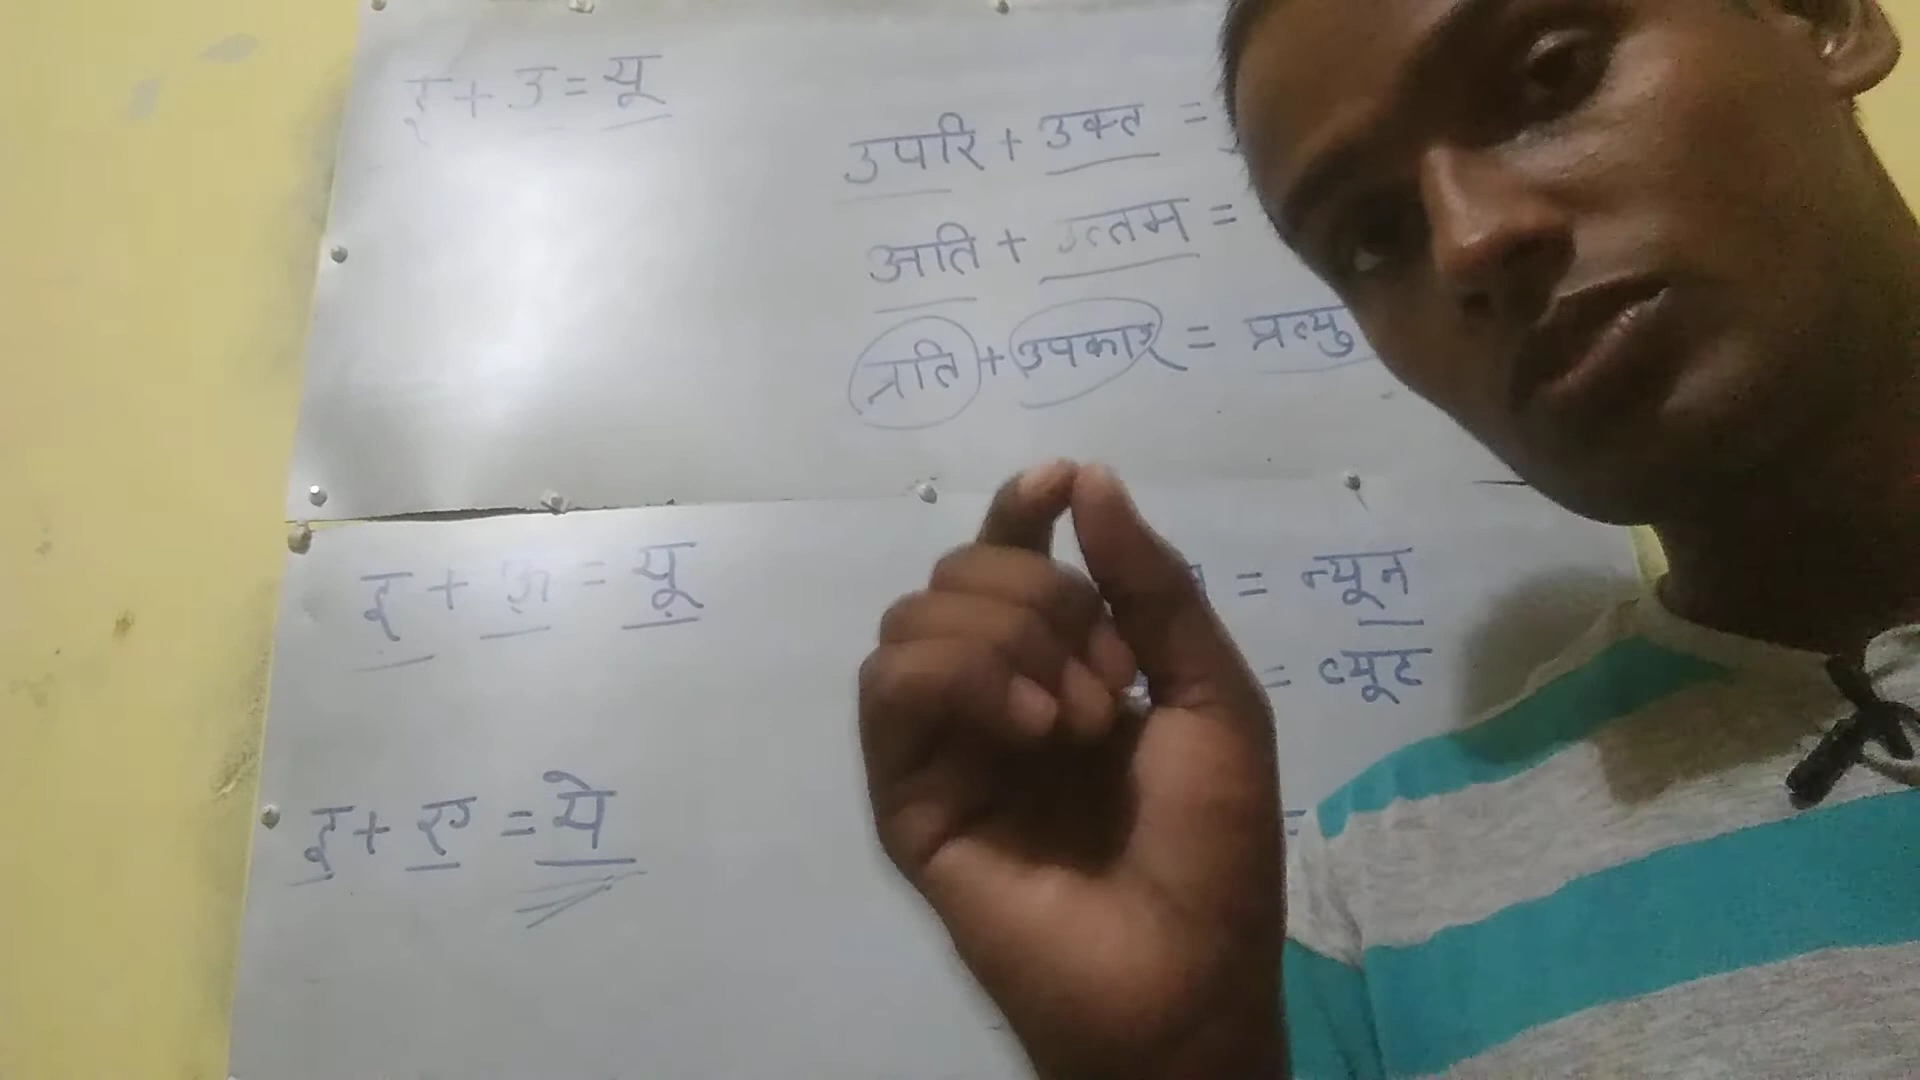 इ + उ = यू
उपरि + उक्त =
अति + उत्तम =
प्रति + उपकार = प्रत्यु
इ + ऊ = यू
= न्यून
= व्यूह
इ + ए = ये
=